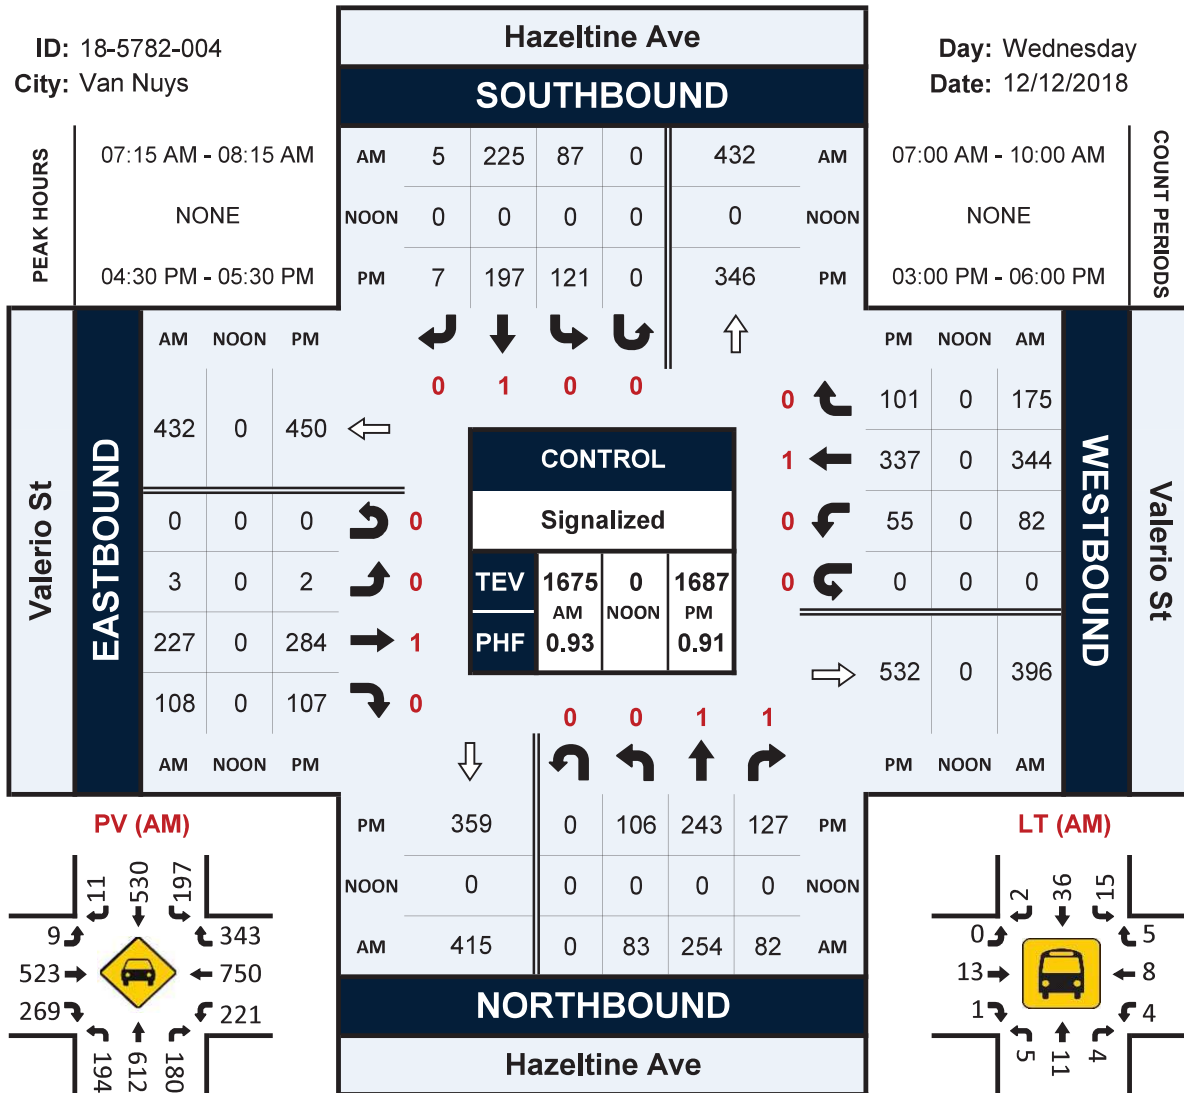 Hazeltine Ave
SOUTHBOUND
ID: 18-5782-004
City: Van Nuys
Day: Wednesday
Date: 12/12/2018
PEAK HOURS
07:15 AM - 08:15 AM
NONE
04:30 PM - 05:30 PM
AM 5 225 87 0 432 AM
NOON 0 0 0 0 0 NOON
PM 7 197 121 0 346 PM
07:00 AM - 10:00 AM
NONE
03:00 PM - 06:00 PM
COUNT PERIODS
0 1 0 0
Valerio St
EASTBOUND
AM NOON PM
432 0 450
0 0 0 0
3 0 2 0
227 0 284 1
108 0 107 0
AM NOON PM
CONTROL
Signalized
TEV 1675 0 1687
AM NOON PM
PHF 0.93 0.91
PM NOON AM
0 101 0 175
1 337 0 344
0 55 0 82
0 0 0 0
532 0 396
PM NOON AM
WESTBOUND
Valerio St
0 0 1 1
PM 359 0 106 243 127 PM
NOON 0 0 0 0 0 NOON
AM 415 0 83 254 82 AM
NORTHBOUND
Hazeltine Ave
PV (AM)
11 530 197
9 343
523 750
269 221
194 612 180
LT (AM)
2 36 15
0 5
13 8
1 4
5 11 4